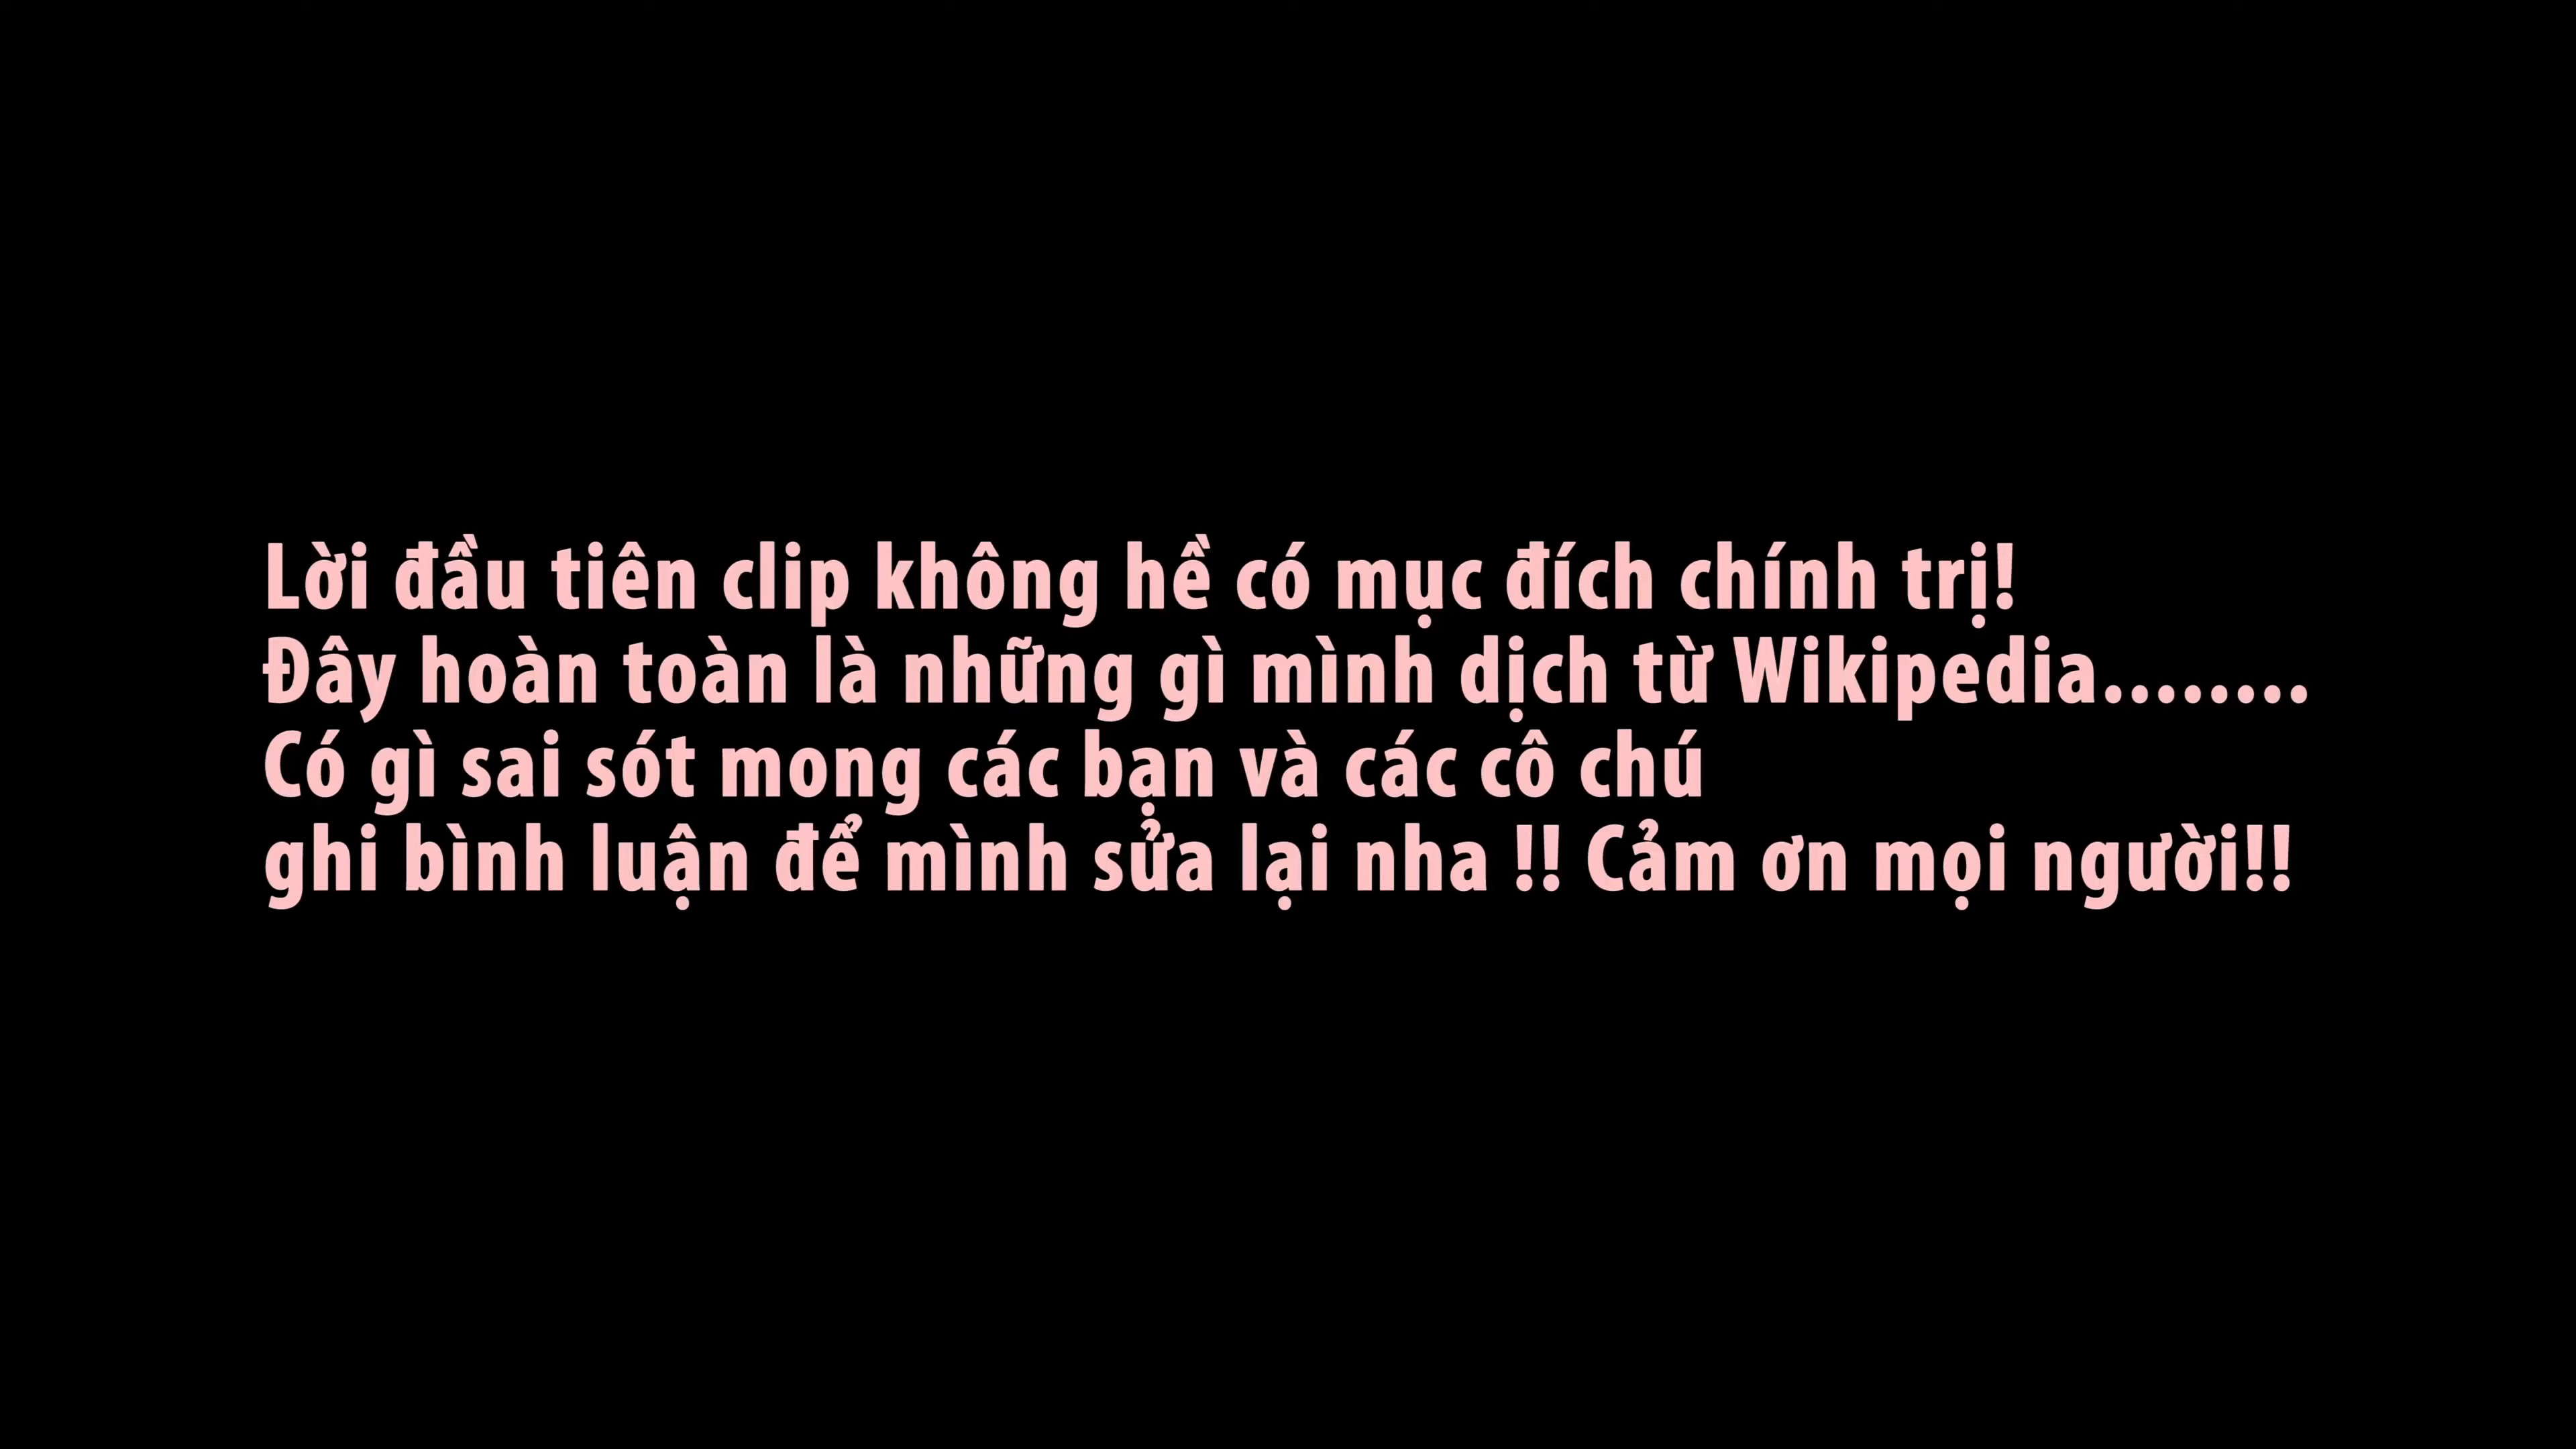 Lời đầu tiên clip không hề có mục đích chính trị!
Đây hoàn toàn là những gì mình dịch từ Wikipedia........
Có gì sai sót mong các bạn và các cô chú
ghi bình luận để mình sửa lại nha !! Cảm ơn mọi người!!